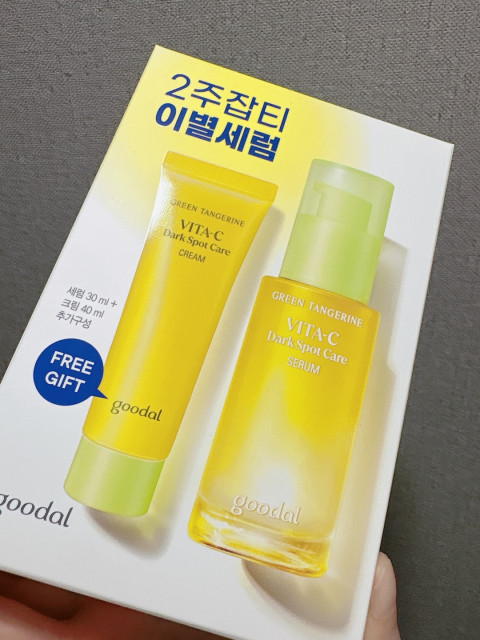 2주잡티
이별세럼
GREEN TANGERINE
VITA-C
Dark Spot Care
CREAM
세럼 30 ml +
크림 40 ml
추가구성
FREE
GIFT
goodal
GREEN TANGERINE
VITA-C
Dark Spot Care
SERUM
goodal
goodal